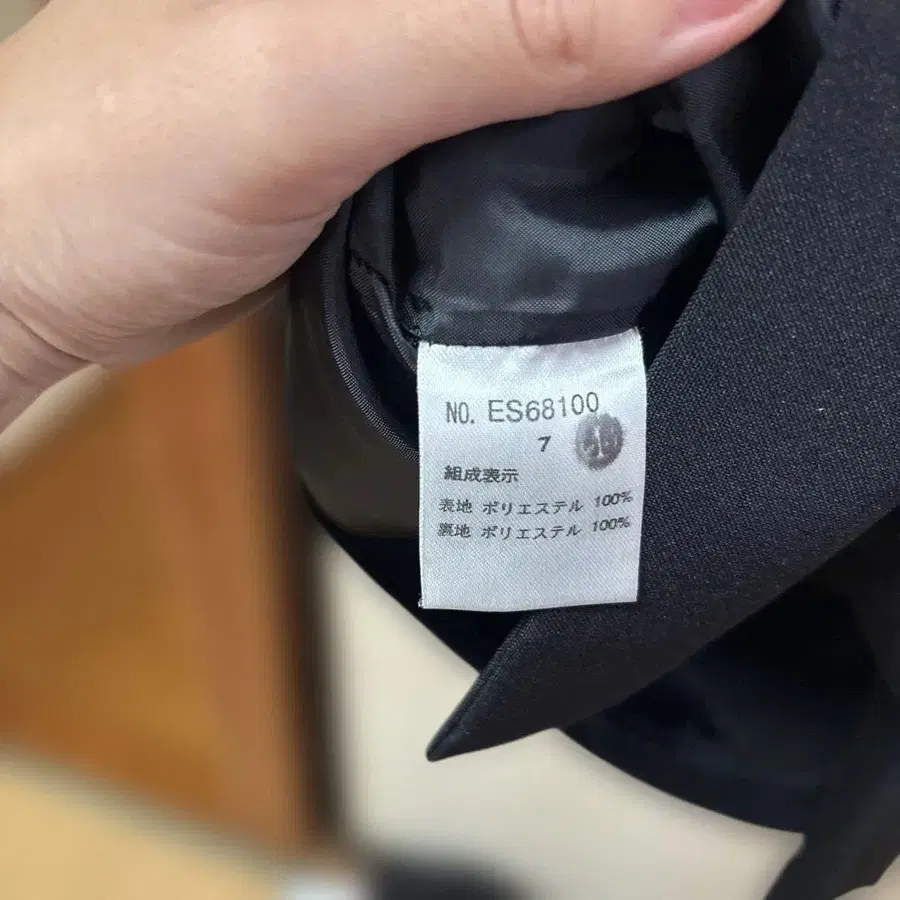 NO. ES68100
7
組成表示
表地 ポリエステル 100%
裏地 ポリエステル 100%